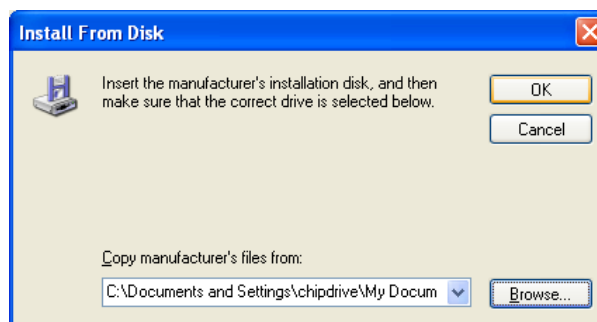 Install From Disk
Insert the manufacturer's installation disk, and then
make sure that the correct drive is selected below.
OK
Cancel
Copy manufacturer's files from:
C:\Documents and Settings\chipdrive\My Docum
Browse...